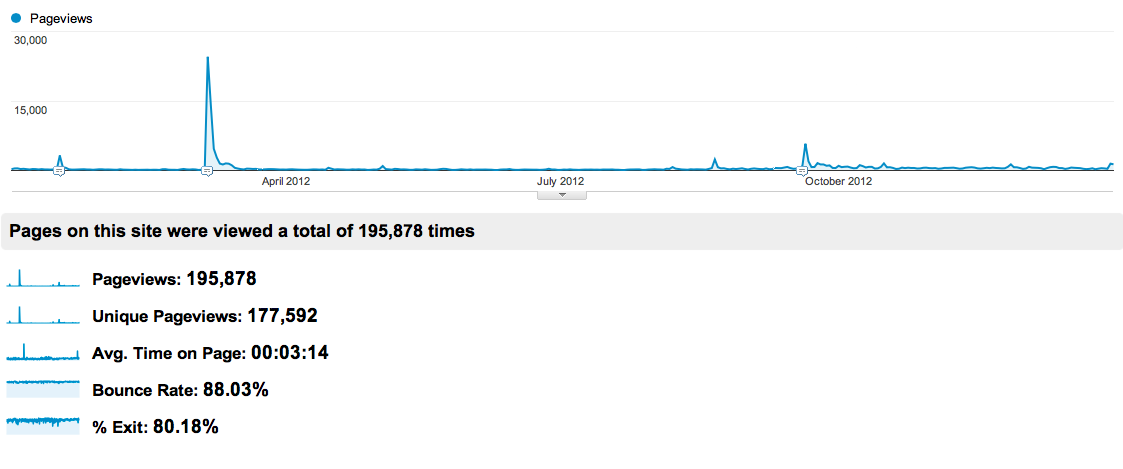 Pageviews
30,000
15,000
April 2012 July 2012 October 2012
Pages on this site were viewed a total of 195,878 times
Pageviews: 195,878
Unique Pageviews: 177,592
Avg. Time on Page: 00:03:14
Bounce Rate: 88.03%
% Exit: 80.18%